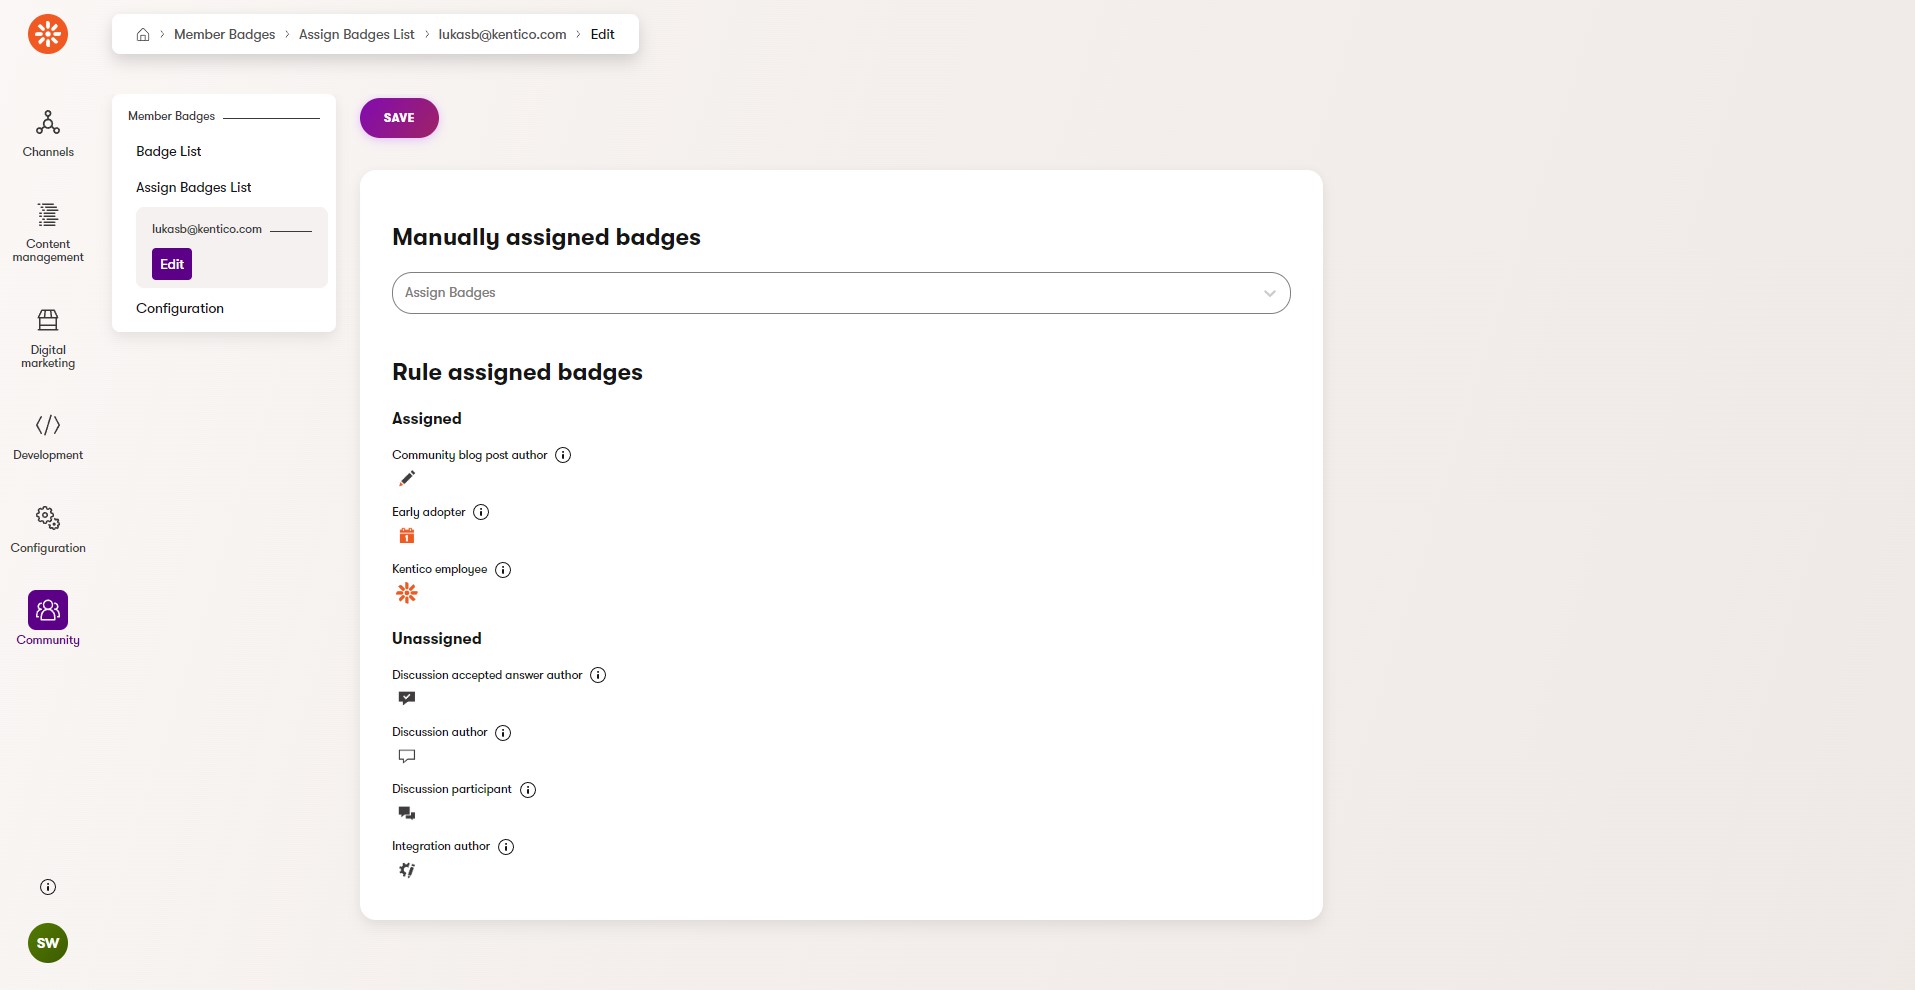 Member Badges
Assign Badges List
lukasb@kentico.com
Edit
Channels
Content
management
Digital
marketing
Development
Configuration
Community
SW
Member Badges
Badge List
Assign Badges List
lukasb@kentico.com
Edit
Configuration
SAVE
Manually assigned badges
Assign Badges
Rule assigned badges
Assigned
Community blog post author
Early adopter
1
Kentico employee
Unassigned
Discussion accepted answer author
Discussion author
Discussion participant
Integration author